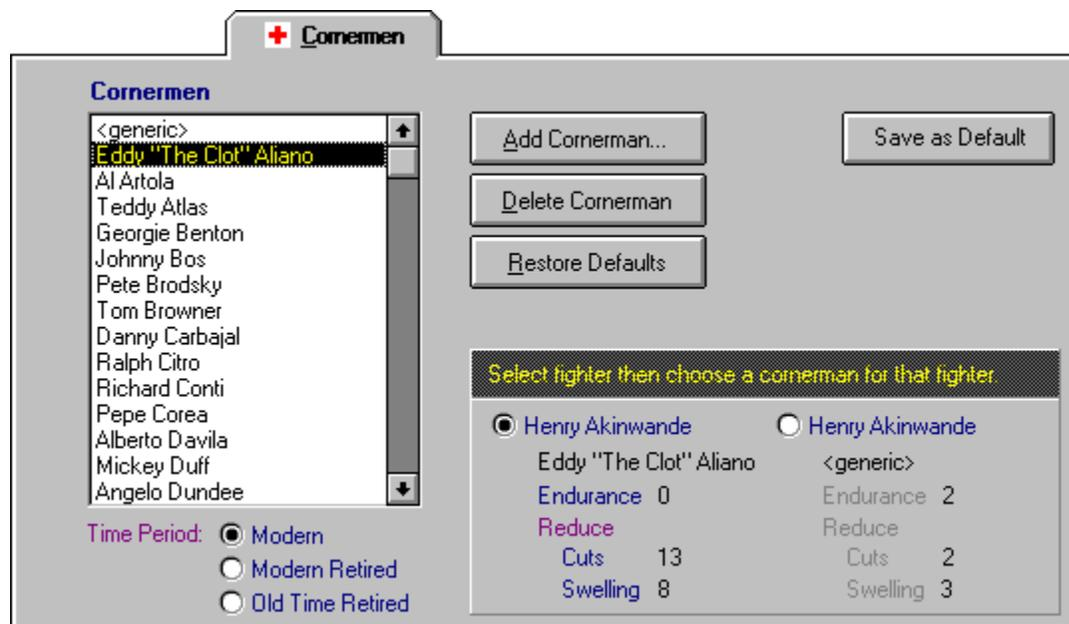 Cornermen
Cornermen
<generic>
Eddy "The Clot" Aliano
Al Artola
Teddy Atlas
Georgie Benton
Johnny Bos
Pete Brodsky
Tom Browner
Danny Carbajal
Ralph Citro
Richard Conti
Pepe Corea
Alberto Davila
Mickey Duff
Angelo Dundee
Time Period: Modern
Modern Retired
Old Time Retired
Add Cornerman...
Delete Cornerman
Restore Defaults
Save as Default
Select fighter then choose a cornerman for that fighter.
Henry Akinwande
Eddy "The Clot" Aliano
Endurance 0
Reduce
Cuts 13
Swelling 8
Henry Akinwande
<generic>
Endurance 2
Reduce
Cuts 2
Swelling 3